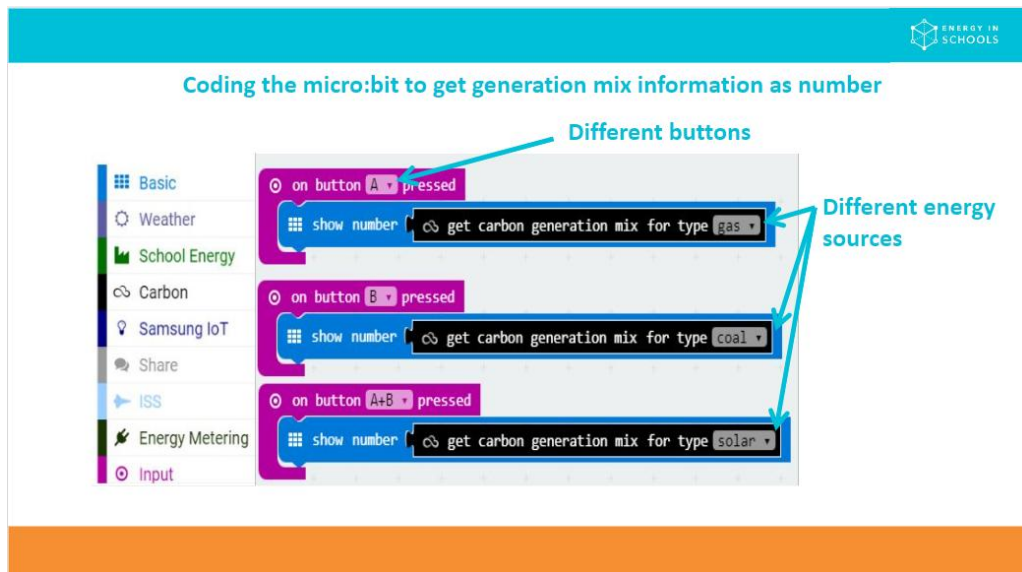 ENERGY IN
SCHOOLS
Coding the micro:bit to get generation mix information as number
Different buttons
Basic
Weather
School Energy
Carbon
Samsung IoT
Share
ISS
Energy Metering
Input
on button A pressed
show number get carbon generation mix for type gas
on button B pressed
show number get carbon generation mix for type coal
on button A+B pressed
show number get carbon generation mix for type solar
Different energy
sources